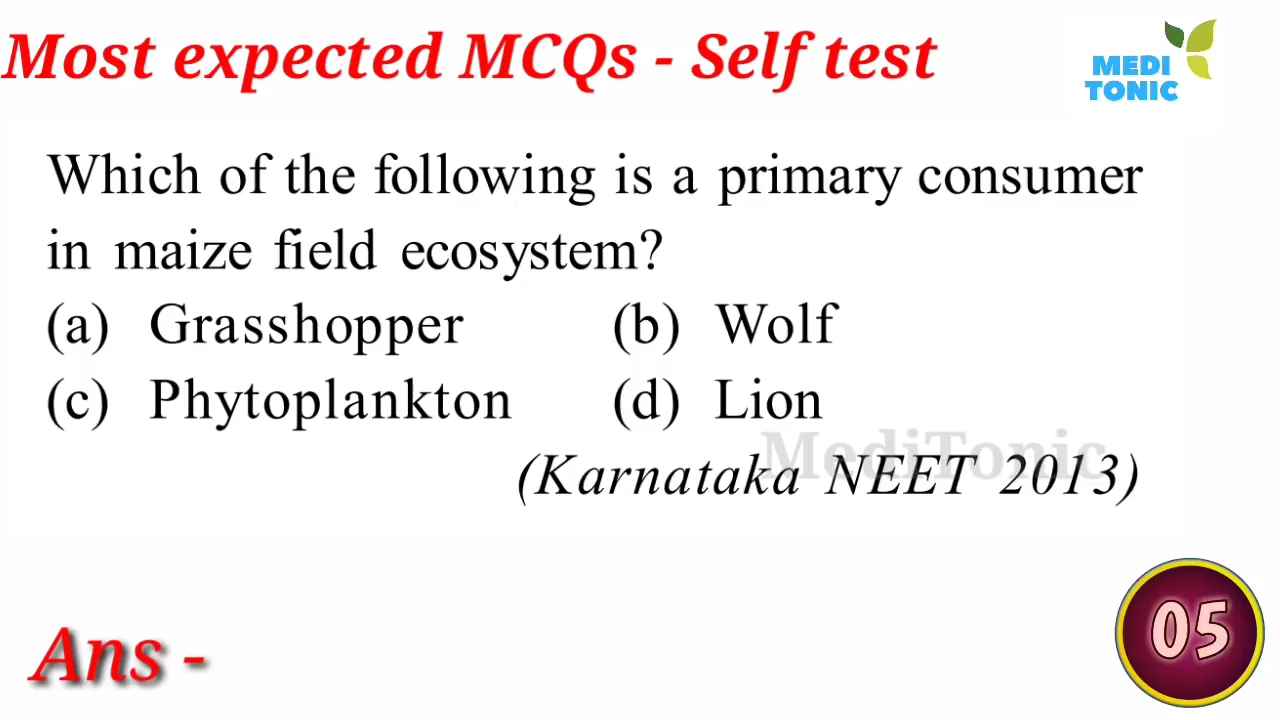 Most expected MCQs - Self test
MEDI
TONIC
Which of the following is a primary consumer
in maize field ecosystem?
(a) Grasshopper (b) Wolf
(c) Phytoplankton (d) Lion
MediTonic
(Karnataka NEET 2013)
05
Ans -